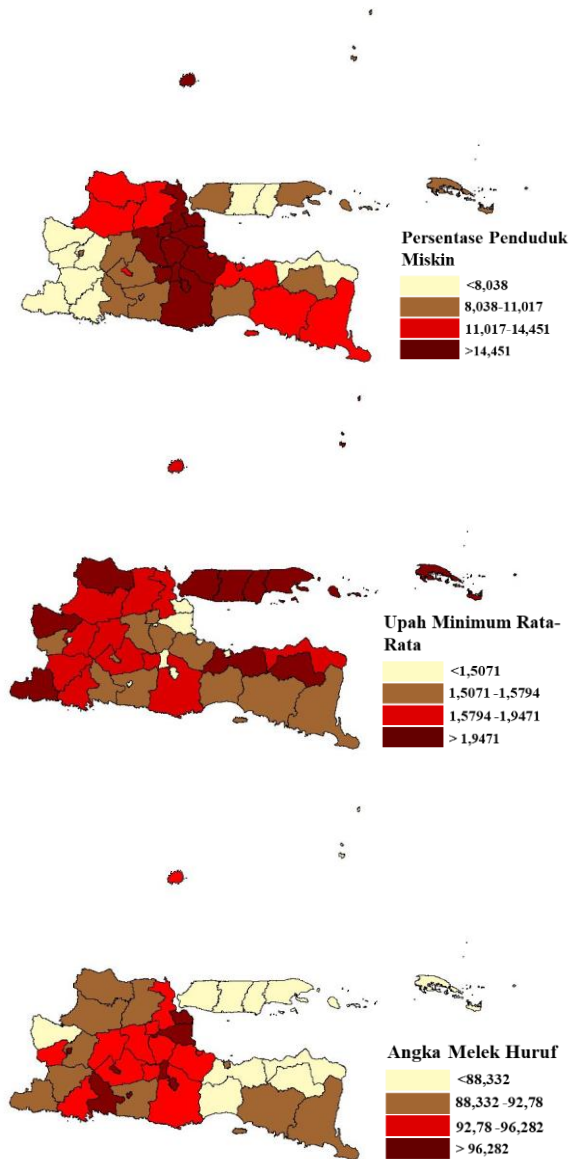 Persentase Penduduk
Miskin
<8,038
8,038-11,017
11,017-14,451
>14,451
Upah Minimum Rata-
Rata
<1,5071
1,5071 -1,5794
1,5794 -1,9471
> 1,9471
Angka Melek Huruf
<88,332
88,332 -92,78
92,78 -96,282
> 96,282